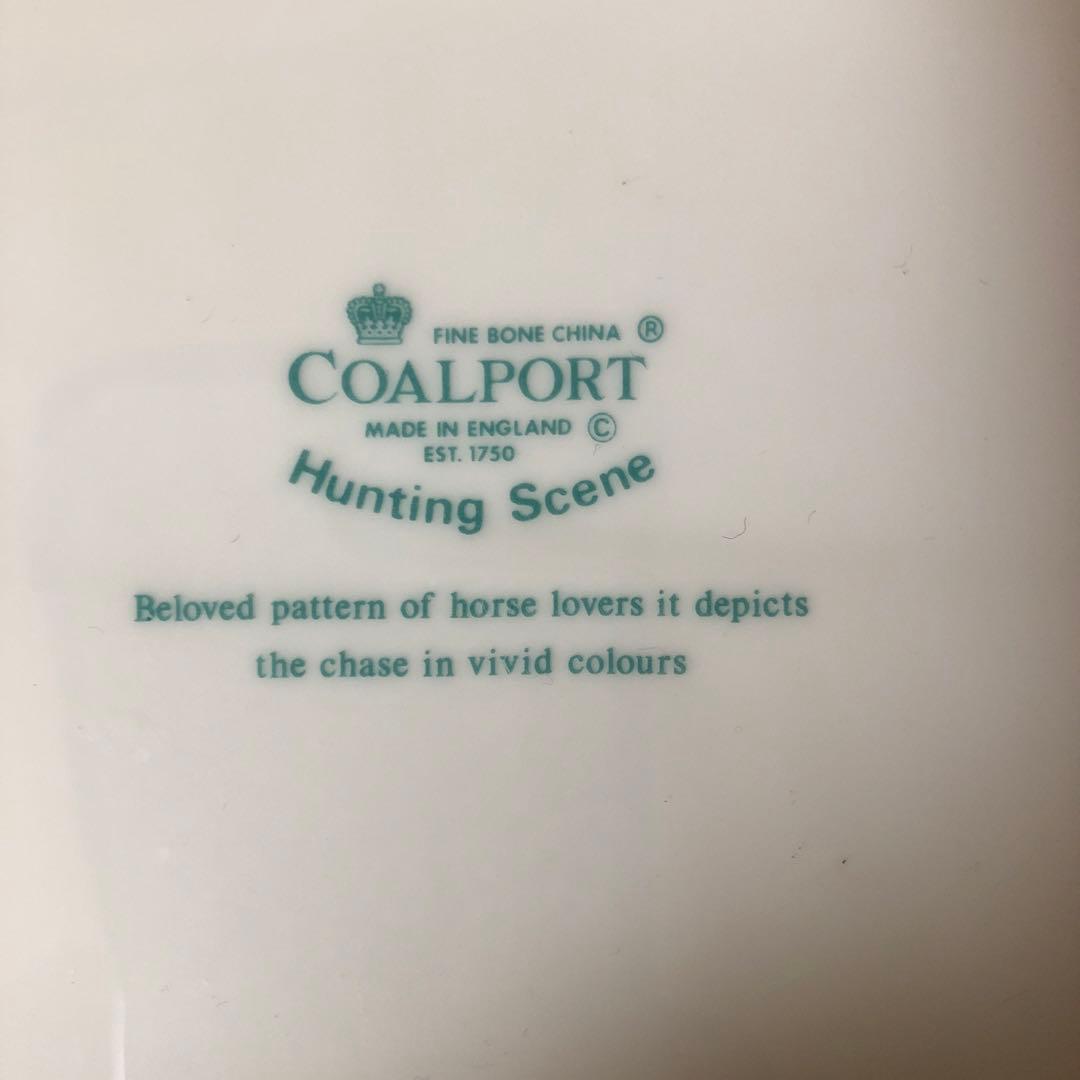 FINE BONE CHINA ®
COALPORT
MADE IN ENGLAND ©
EST. 1750
Hunting Scene
Beloved pattern of horse lovers it depicts
the chase in vivid colours